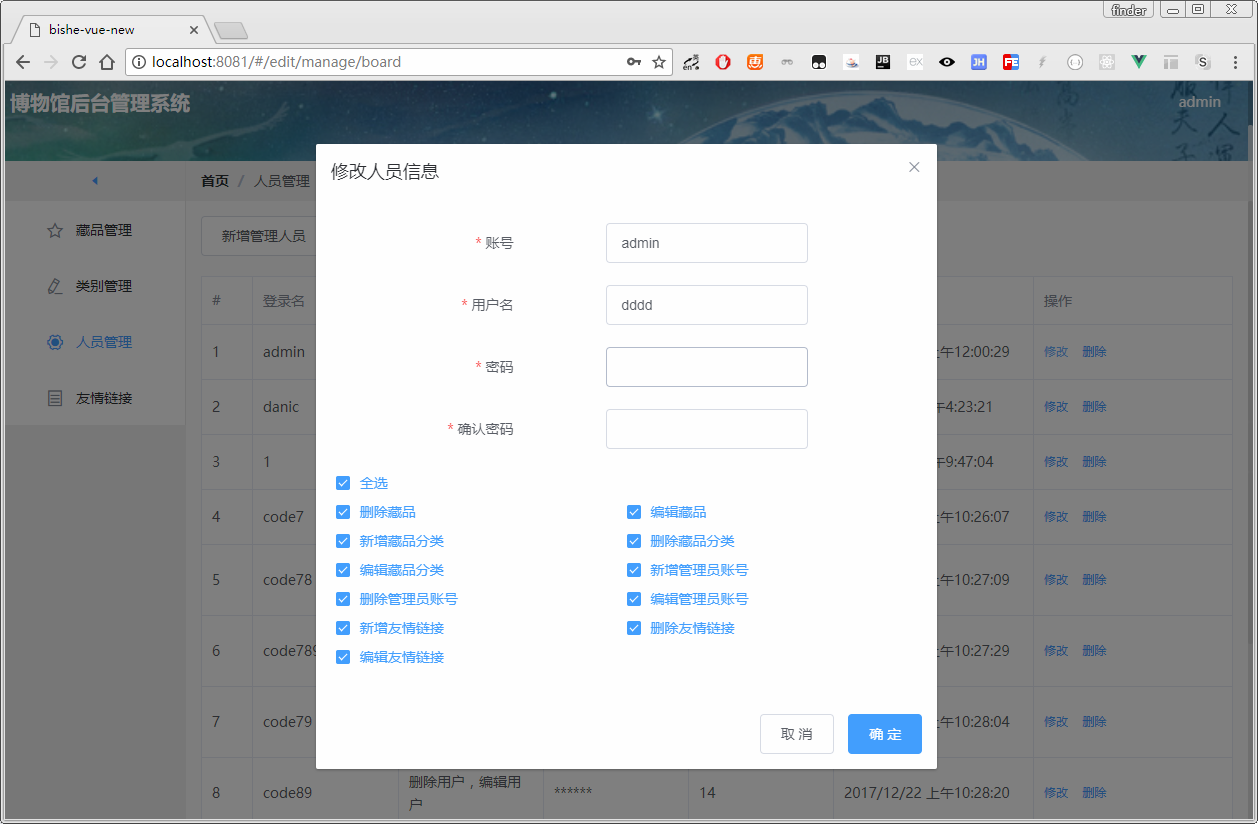 finder
bishe-vue-new
localhost:8081/#/edit/manage/board
博物馆后台管理系统
admin
首页 / 人员管理
藏品管理
类别管理
人员管理
友情链接
新增管理人员
修改人员信息
* 账号 admin
* 用户名 dddd
* 密码
* 确认密码
全选
删除藏品 编辑藏品
新增藏品分类 删除藏品分类
编辑藏品分类 新增管理员账号
删除管理员账号 编辑管理员账号
新增友情链接 删除友情链接
编辑友情链接
取 消 确 定
# 登录名 操作
1 admin 上午12:00:29 修改 删除
2 danic 午4:23:21 修改 删除
3 1 午9:47:04 修改 删除
4 code7 上午10:26:07 修改 删除
5 code78 上午10:27:09 修改 删除
6 code789 上午10:27:29 修改 删除
7 code79 上午10:28:04 修改 删除
8 code89 删除用户，编辑用户 ****** 14 2017/12/22 上午10:28:20 修改 删除